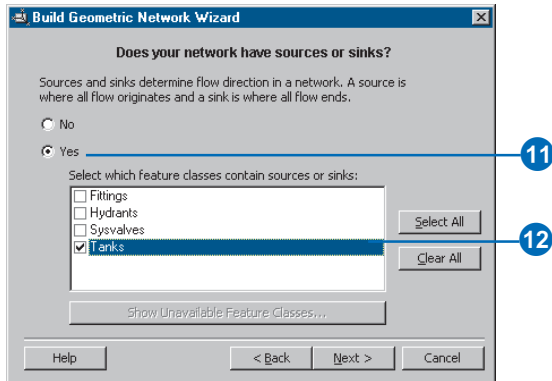 Build Geometric Network Wizard
Does your network have sources or sinks?
Sources and sinks determine flow direction in a network. A source is
where all flow originates and a sink is where all flow ends.
No
Yes
11
Select which feature classes contain sources or sinks:
Fittings
Hydrants
Sysvalves
Tanks
12
Select All
Clear All
Show Unavailable Feature Classes...
Help
< Back
Next >
Cancel